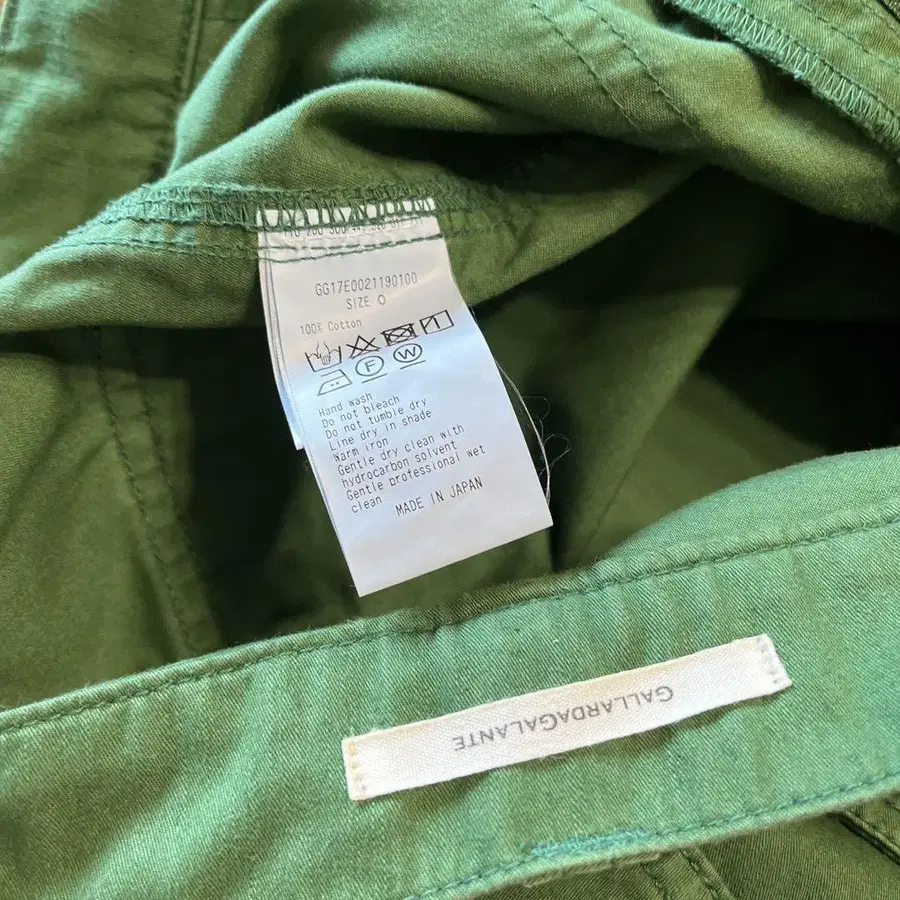 GG17E0021190100
SIZE O
100% Cotton
F
W
Hand wash
Do not bleach
Do not tumble dry
Line dry in shade
Warm iron
Gentle dry clean with
hydrocarbon solvent
Gentle professional wet
clean
MADE IN JAPAN
GALLARDAGALANTE